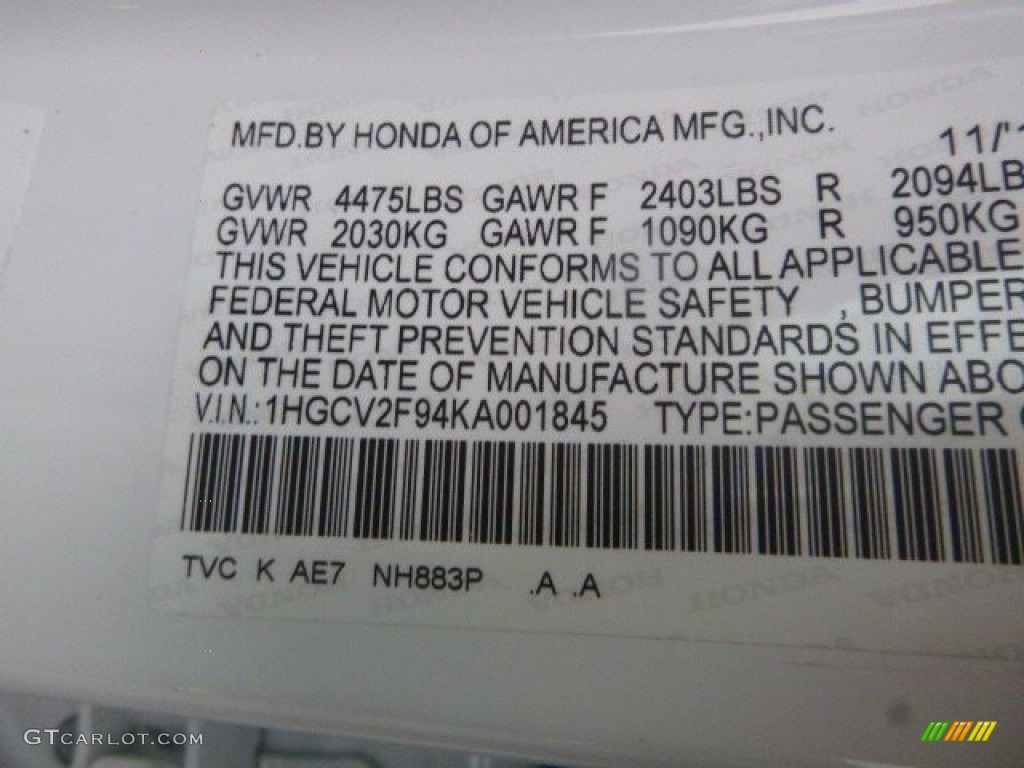 MFD.BY HONDA OF AMERICA MFG.,INC. 11/'1
GVWR 4475LBS GAWR F 2403LBS R 2094LB
GVWR 2030KG GAWR F 1090KG R 950KG
THIS VEHICLE CONFORMS TO ALL APPLICABLE
FEDERAL MOTOR VEHICLE SAFETY , BUMPER
AND THEFT PREVENTION STANDARDS IN EFFE
ON THE DATE OF MANUFACTURE SHOWN ABO
V.I.N.: 1HGCV2F94KA001845 TYPE:PASSENGER
TVC K AE7 NH883P .A .A
GTCARLOT.COM